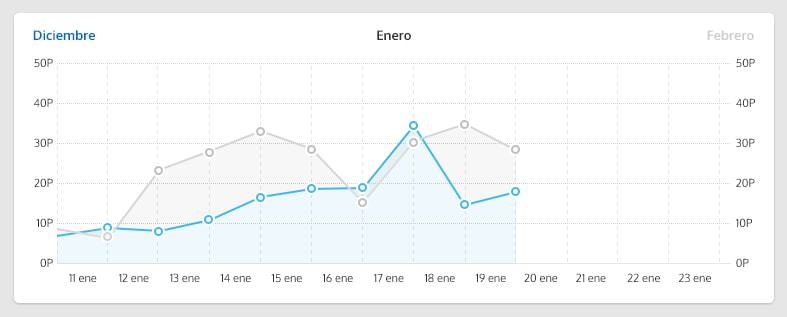 Diciembre Enero Febrero
50P 50P
40P 40P
30P 30P
20P 20P
10P 10P
0P 0P
11 ene 12 ene 13 ene 14 ene 15 ene 16 ene 17 ene 18 ene 19 ene 20 ene 21 ene 22 ene 23 ene